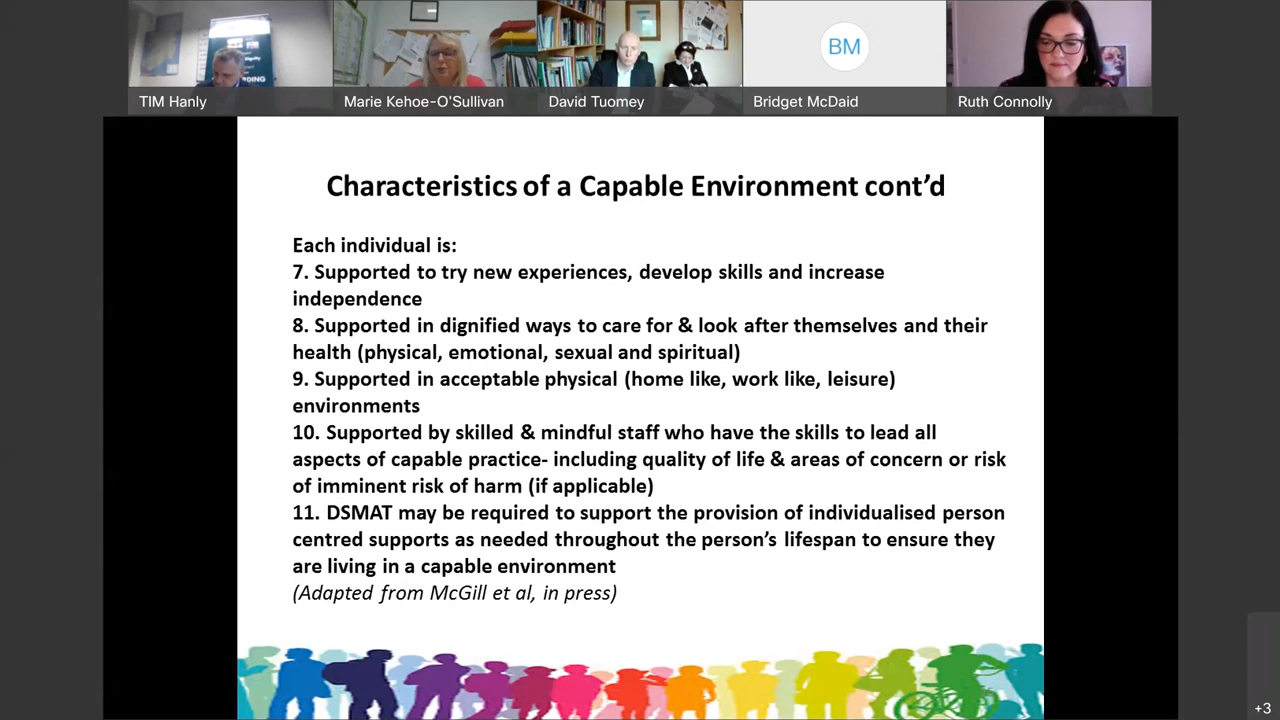 TIM Hanly
Marie Kehoe-O'Sullivan
David Tuomey
BM
Bridget McDaid
Ruth Connolly
Characteristics of a Capable Environment cont’d
Each individual is:
7. Supported to try new experiences, develop skills and increase
independence
8. Supported in dignified ways to care for & look after themselves and their
health (physical, emotional, sexual and spiritual)
9. Supported in acceptable physical (home like, work like, leisure)
environments
10. Supported by skilled & mindful staff who have the skills to lead all
aspects of capable practice- including quality of life & areas of concern or risk
of imminent risk of harm (if applicable)
11. DSMAT may be required to support the provision of individualised person
centred supports as needed throughout the person’s lifespan to ensure they
are living in a capable environment
(Adapted from McGill et al, in press)
+3